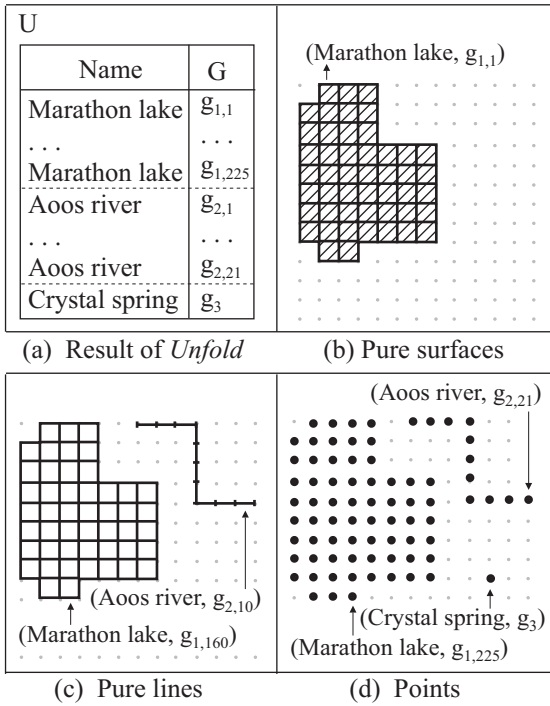 U
Name G
Marathon lake g1,1
. . . . . .
Marathon lake g1,225
Aoos river g2,1
. . . . . .
Aoos river g2,21
Crystal spring g3
(a) Result of Unfold
(Marathon lake, g1,1)
(b) Pure surfaces
(Aoos river, g2,10)
(Marathon lake, g1,160)
(c) Pure lines
(Aoos river, g2,21)
(Crystal spring, g3)
(Marathon lake, g1,225)
(d) Points